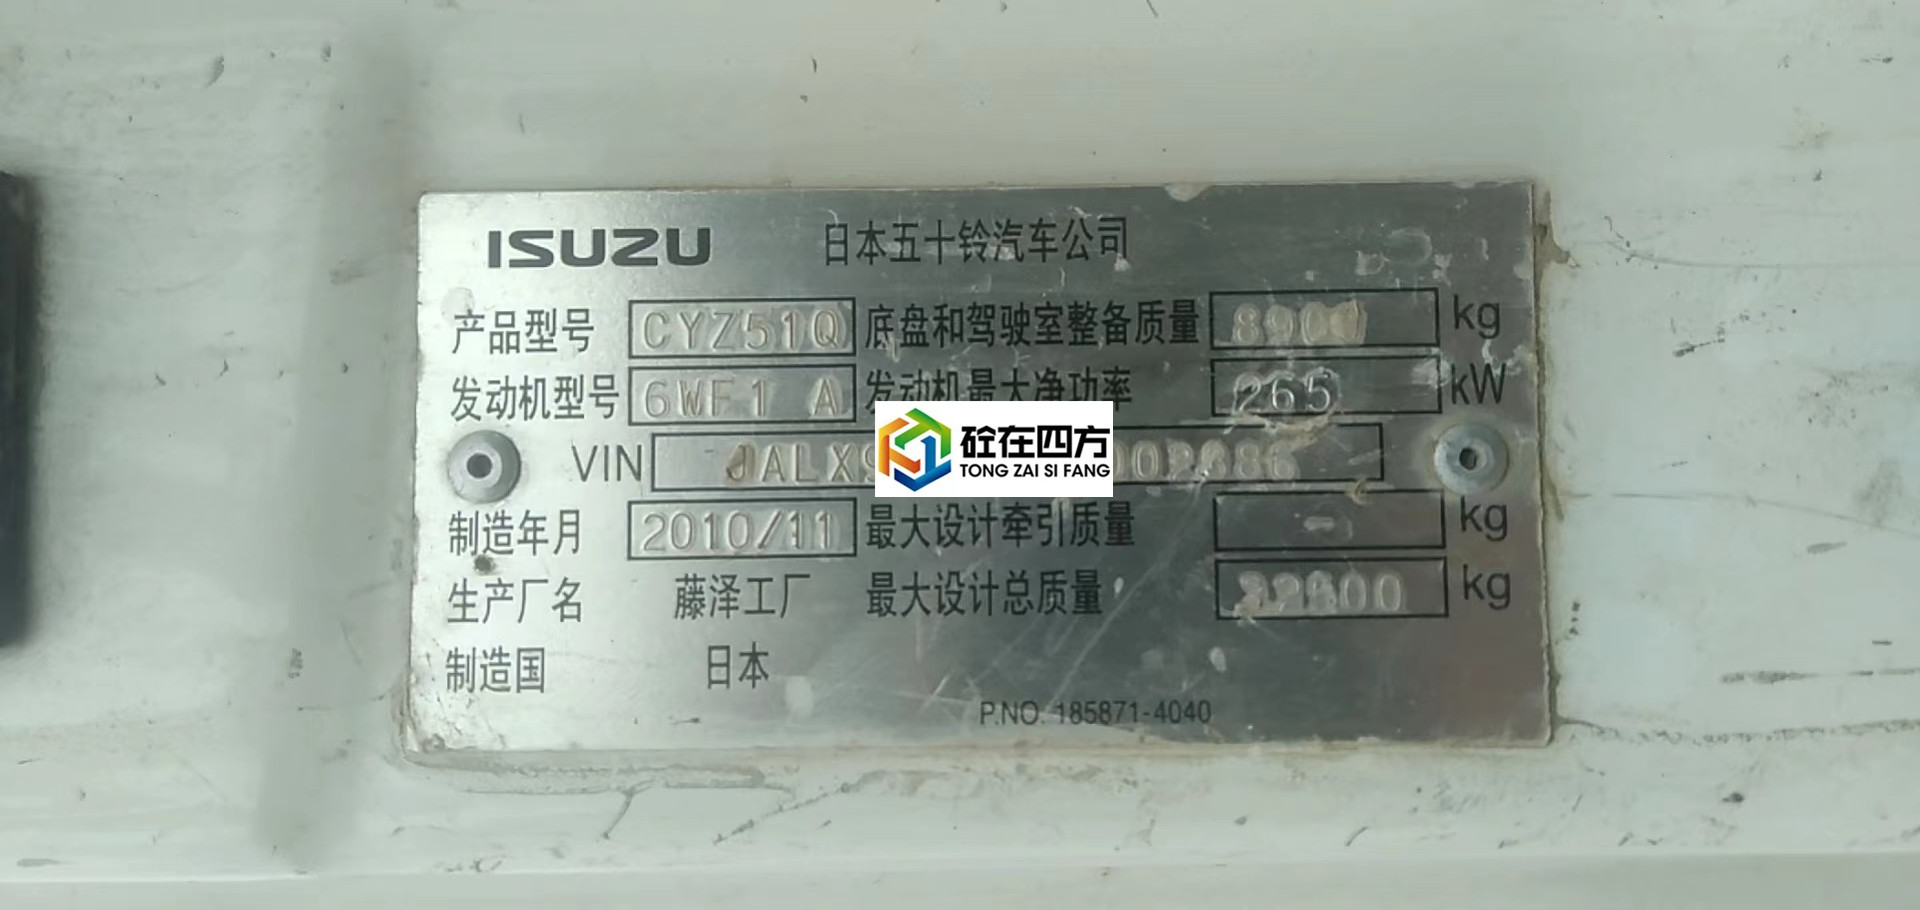 ISUZU 日本五十铃汽车公司
产品型号 CYZ51Q 底盘和驾驶室整备质量 kg
发动机型号 6WF1 A 发动机最大净功率 265 kW
砼在四方
TONG ZAI SI FANG
VIN JALX
制造年月 2010/11 最大设计牵引质量 - kg
生产厂名 藤泽工厂 最大设计总质量 kg
制造国 日本
P.NO. 185871-4040